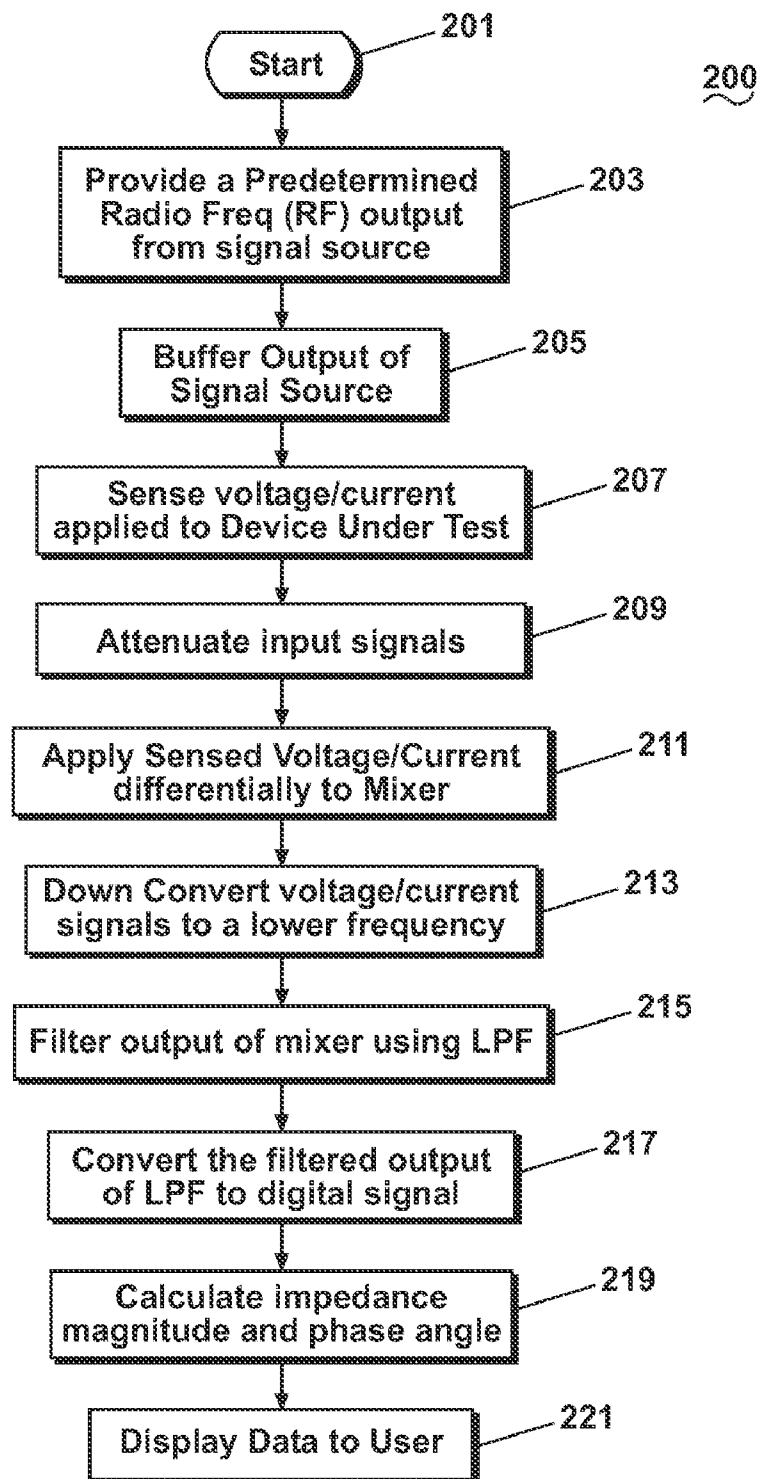 201
Start
200
Provide a Predetermined
Radio Freq (RF) output
from signal source
203
Buffer Output of
Signal Source
205
Sense voltage/current
applied to Device Under Test
207
Attenuate input signals
209
Apply Sensed Voltage/Current
differentially to Mixer
211
Down Convert voltage/current
signals to a lower frequency
213
Filter output of mixer using LPF
215
Convert the filtered output
of LPF to digital signal
217
Calculate impedance
magnitude and phase angle
219
Display Data to User
221